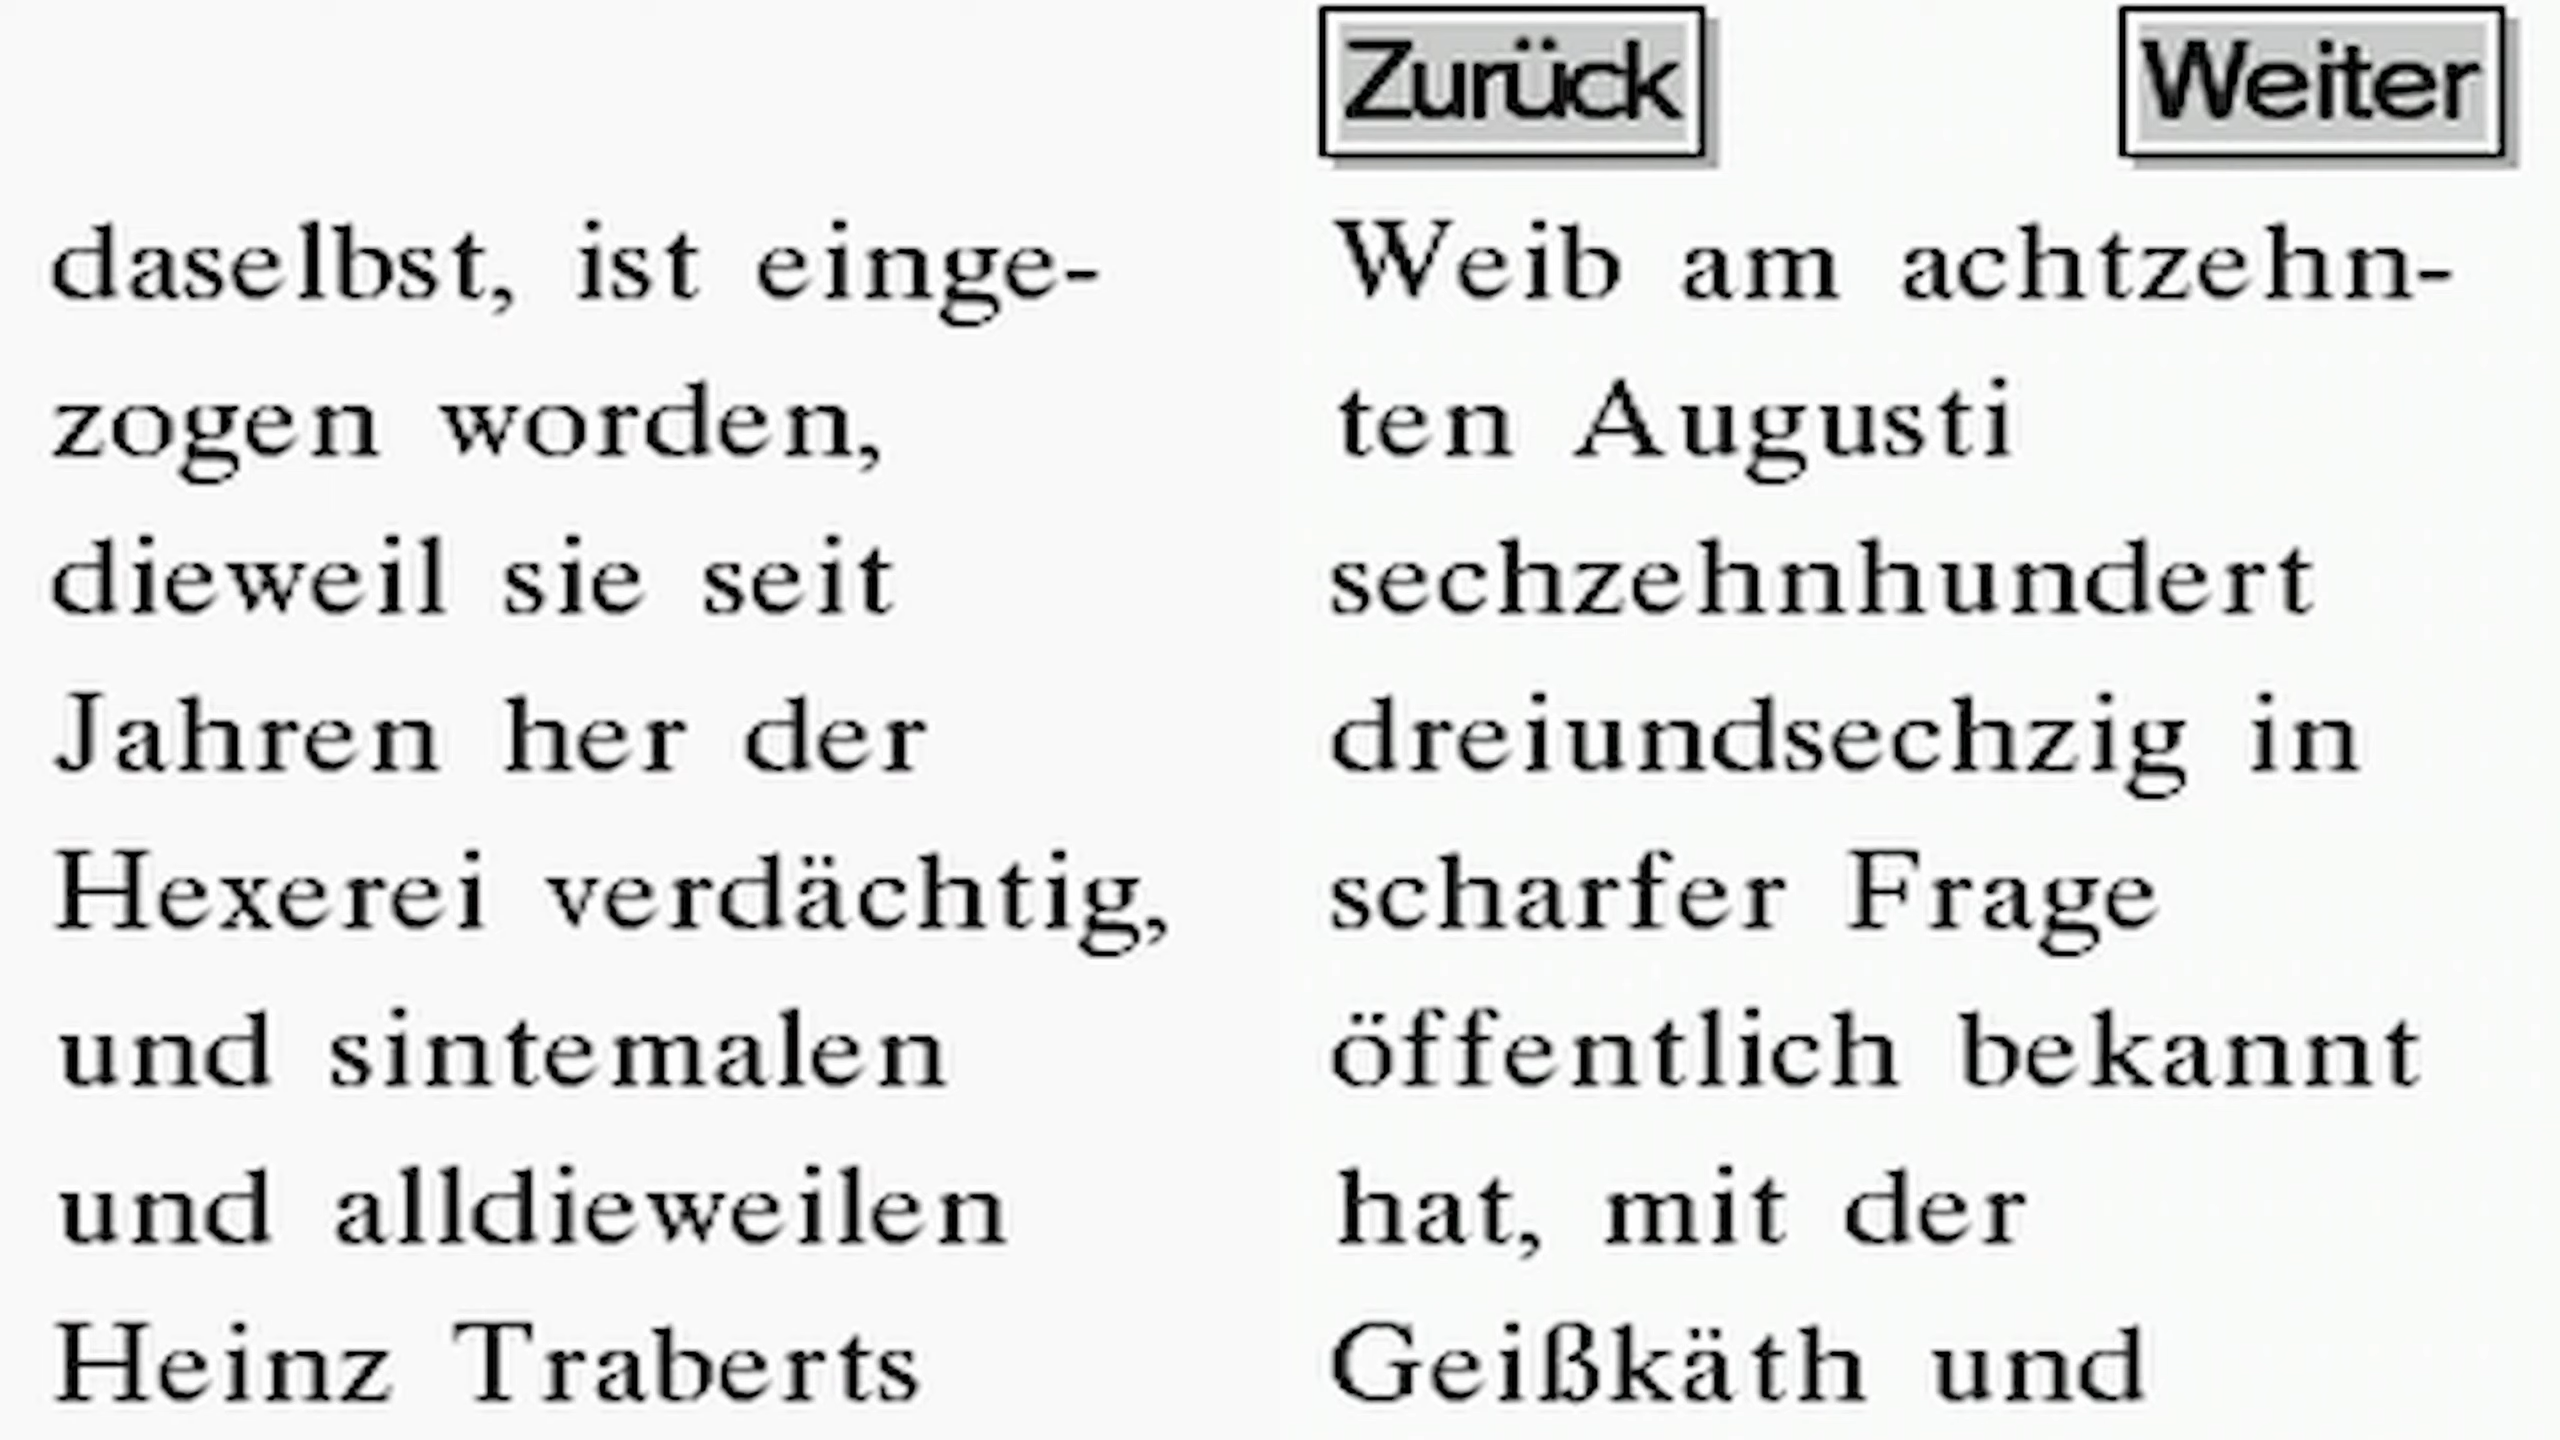 Zurück
Weiter
daselbst, ist einge-
zogen worden,
dieweil sie seit
Jahren her der
Hexerei verdächtig,
und sintemalen
und alldieweilen
Heinz Traberts
Weib am achtzehn-
ten Augusti
sechzehnhundert
dreiundsechzig in
scharfer Frage
öffentlich bekannt
hat, mit der
Geißkäth und